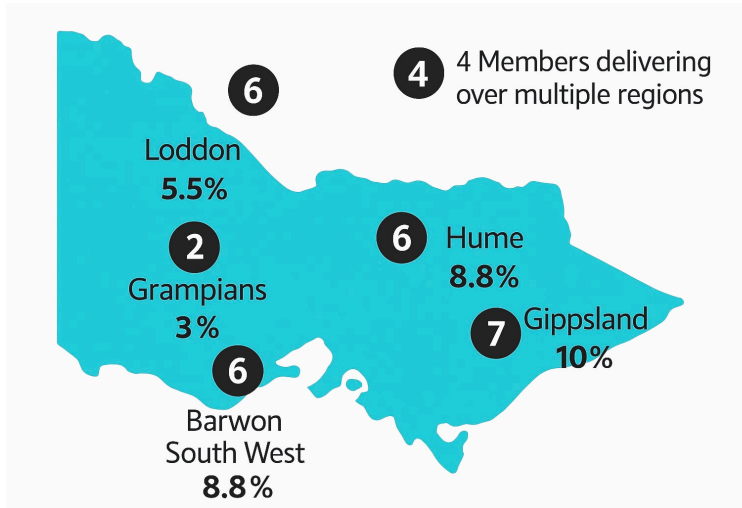 6
4
4 Members delivering
over multiple regions
Loddon
5.5%
2
Grampians
3%
6
Hume
8.8%
7
Gippsland
10%
6
Barwon
South West
8.8%